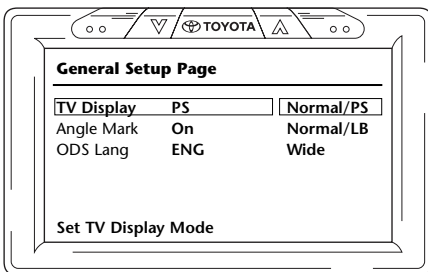 TOYOTA
General Setup Page
TV Display PS Normal/PS
Angle Mark On Normal/LB
ODS Lang ENG Wide
Set TV Display Mode